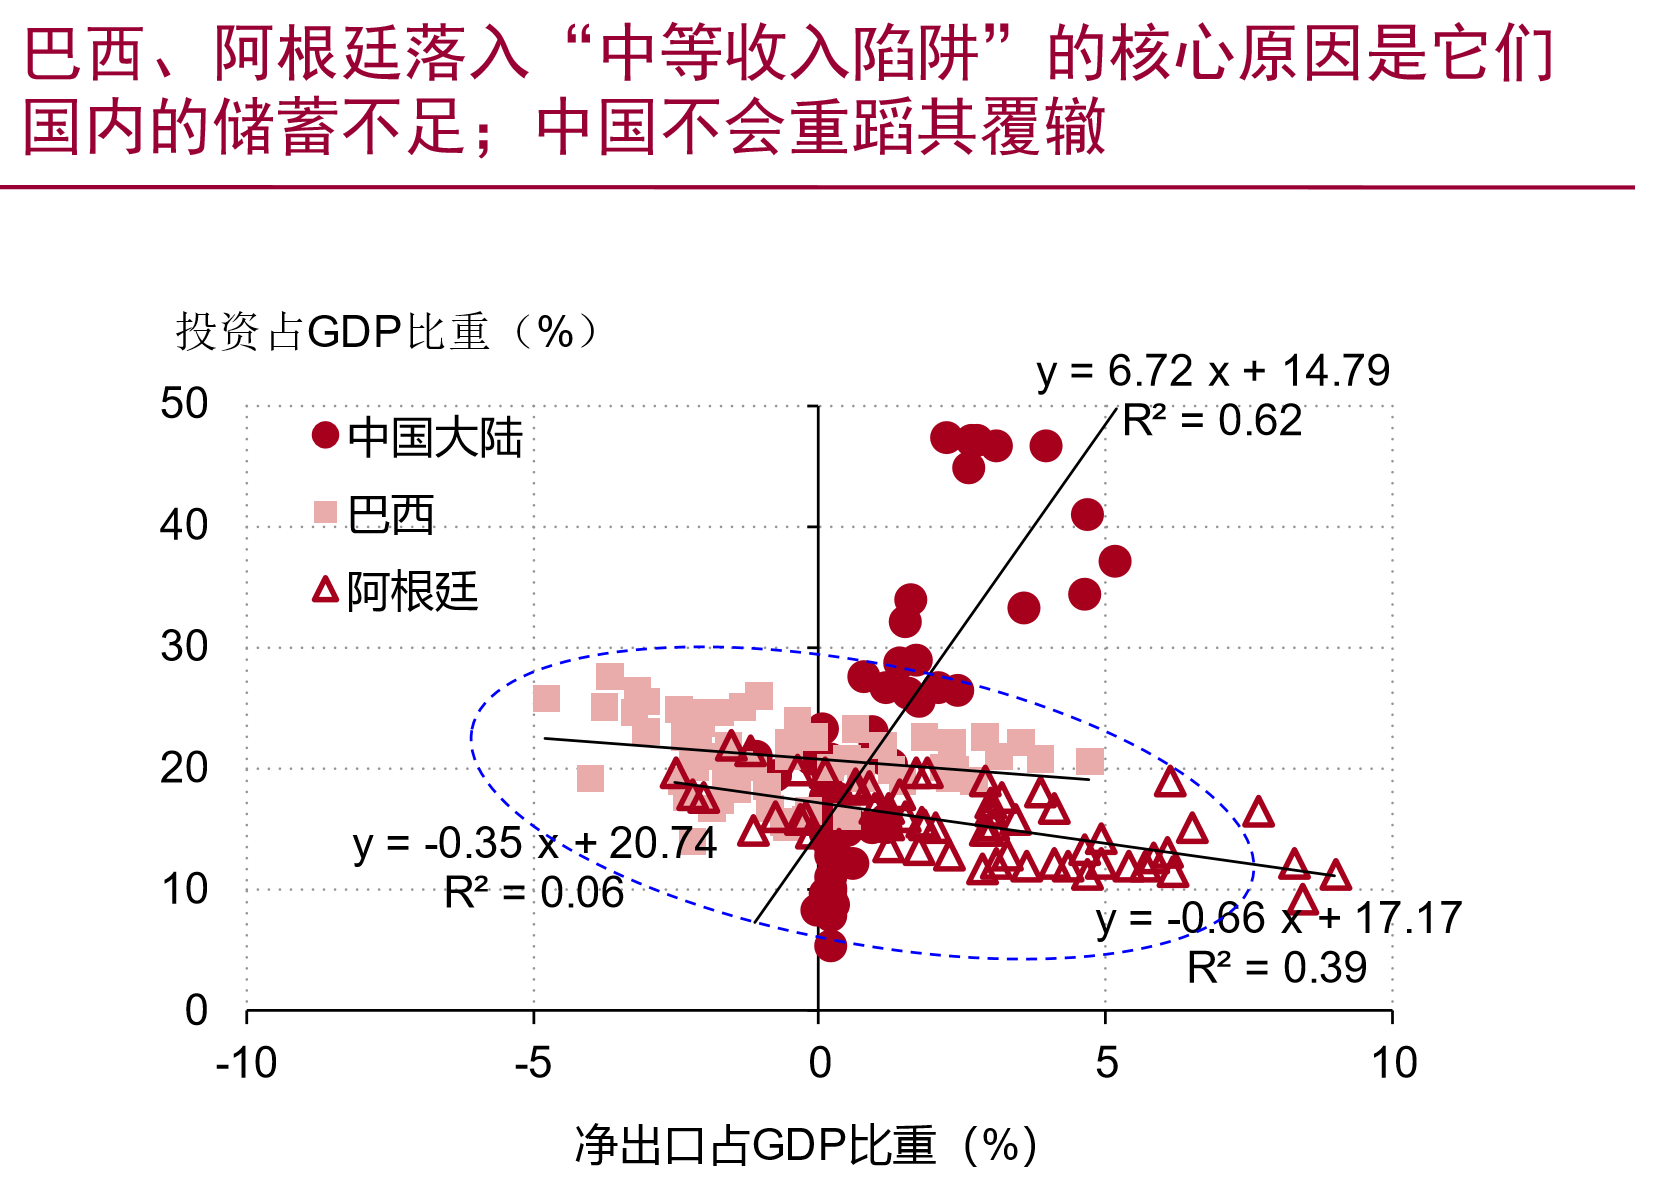 巴西、阿根廷落入“中等收入陷阱”的核心原因是它们
国内的储蓄不足；中国不会重蹈其覆辙
投资占GDP比重（%）
y = 6.72 x + 14.79
R² = 0.62
50
中国大陆
40
巴西
阿根廷
30
20
y = -0.35 x + 20.74
R² = 0.06
10
y = -0.66 x + 17.17
R² = 0.39
0
-10
-5
0
5
10
净出口占GDP比重 (%)